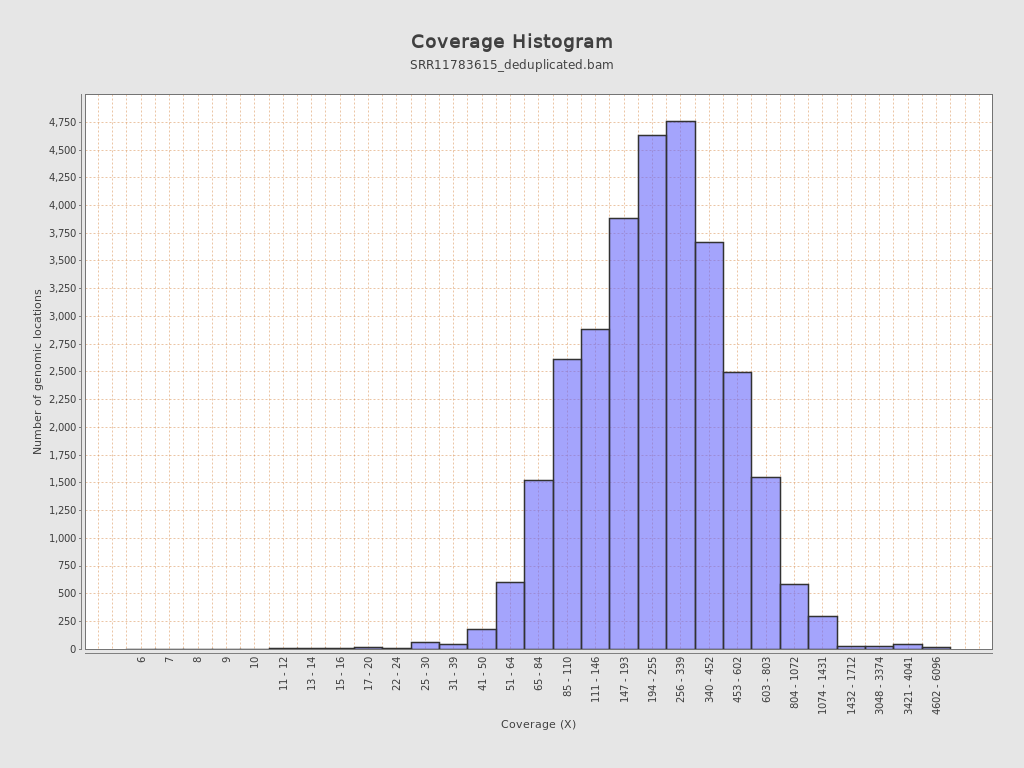 Coverage Histogram
SRR11783615_deduplicated.bam
Number of genomic locations
4,750
4,500
4,250
4,000
3,750
3,500
3,250
3,000
2,750
2,500
2,250
2,000
1,750
1,500
1,250
1,000
750
500
250
0
6
7
8
9
10
11 - 12
13 - 14
15 - 16
17 - 20
22 - 24
25 - 30
31 - 39
41 - 50
51 - 64
65 - 84
85 - 110
111 - 146
147 - 193
194 - 255
256 - 339
340 - 452
453 - 602
603 - 803
804 - 1072
1074 - 1431
1432 - 1712
3048 - 3374
3421 - 4041
4602 - 6096
Coverage (X)